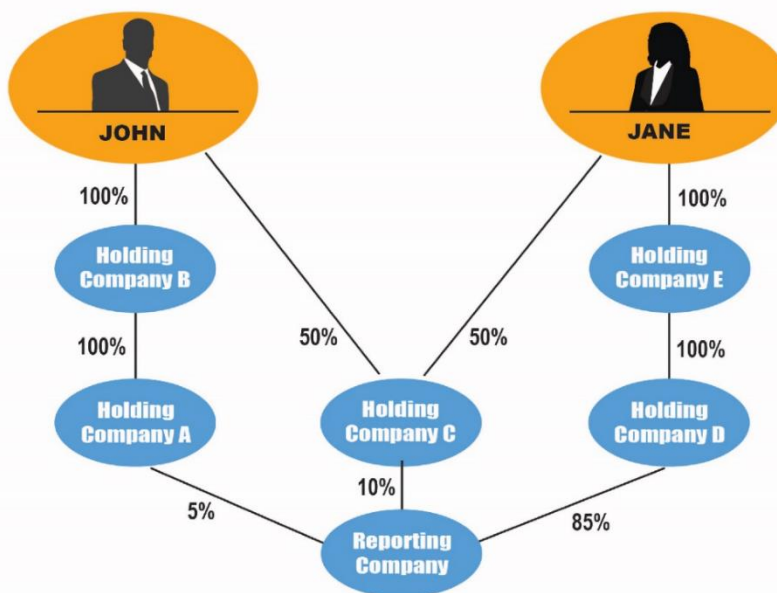 JOHN
JANE
100%
100%
Holding
Company B
Holding
Company E
100%
50%
50%
100%
Holding
Company A
Holding
Company C
Holding
Company D
5%
10%
85%
Reporting
Company